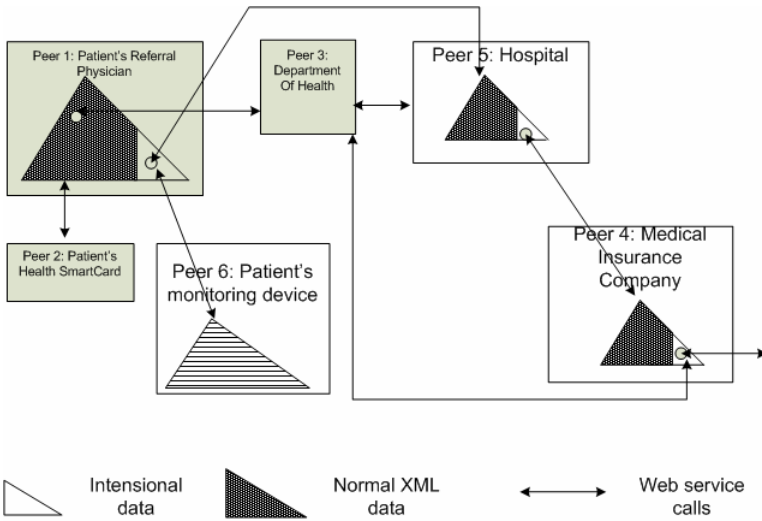 Peer 1: Patient's Referral
Physician
Peer 3:
Department
Of Health
Peer 5: Hospital
Peer 2: Patient's
Health SmartCard
Peer 6: Patient's
monitoring device
Peer 4: Medical
Insurance
Company
Intensional
data
Normal XML
data
Web service
calls